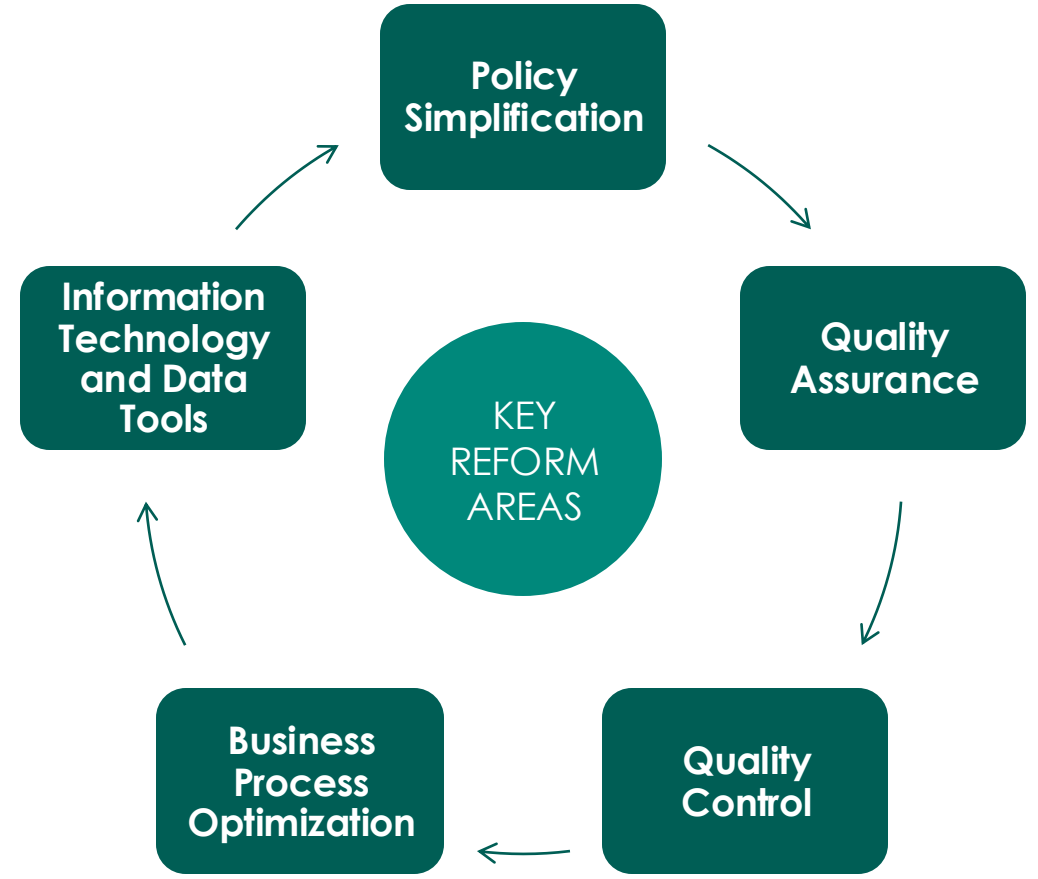 Policy
Simplification
Quality
Assurance
Quality
Control
Business
Process
Optimization
Information
Technology
and Data
Tools
KEY
REFORM
AREAS